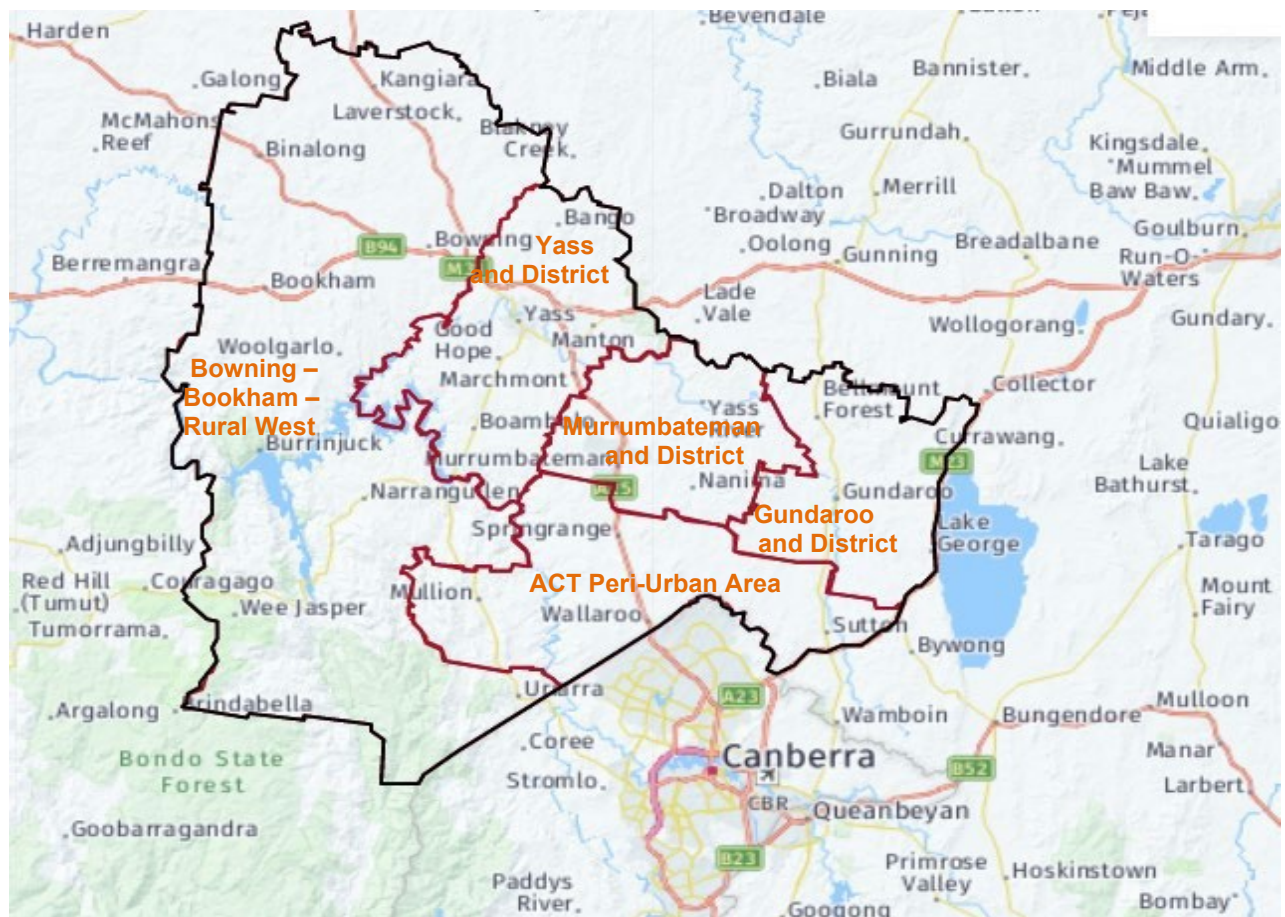 Bevendale
Harden
Galong
Kangiara
Biala
Bannister
Middle Arm
Laverstock
McMahons
Reef
Blakney
Creek
Gurrundah
Binalong
Kingsdale
Mummel
Baw Baw
Dalton
Merrill
Broadway
Bango
Goulburn
Bowning
Yass
and District
B94
Oolong
Gunning
Breadalbane
Run-O-
Waters
Berremangra
Bookham
Lade
Vale
Yass
Good
Hope
Manton
Wollogorang
Gundary
Woolgarlo
Bowning –
Bookham –
Rural West
Marchmont
Collector
Bellmount
Forest
Yass
River
Quialigo
Murrumbateman
and District
Burrinjuck
Currawang
M23
Murrumbateman
Lake
Bathurst
Narrangullen
Nanima
Gundaroo
Gundaroo
and District
Springrange
Lake
George
Adjungbilly
Tarago
Red Hill
(Tumut)
Couragago
Mullion
ACT Peri-Urban Area
Mount
Fairy
Wee Jasper
Wallaroo
Tumorrama
Sutton
Bywong
Uriarra
A23
Brindabella
Argalong
Mulloon
Wamboin
Bungendore
Bondo State
Forest
Coree
Canberra
Manar
Stromlo
B52
Larbert
CBR
Queanbeyan
Goobarragandra
B23
Primrose
Valley
Hoskinstown
Paddys
River
Googong
Bombay